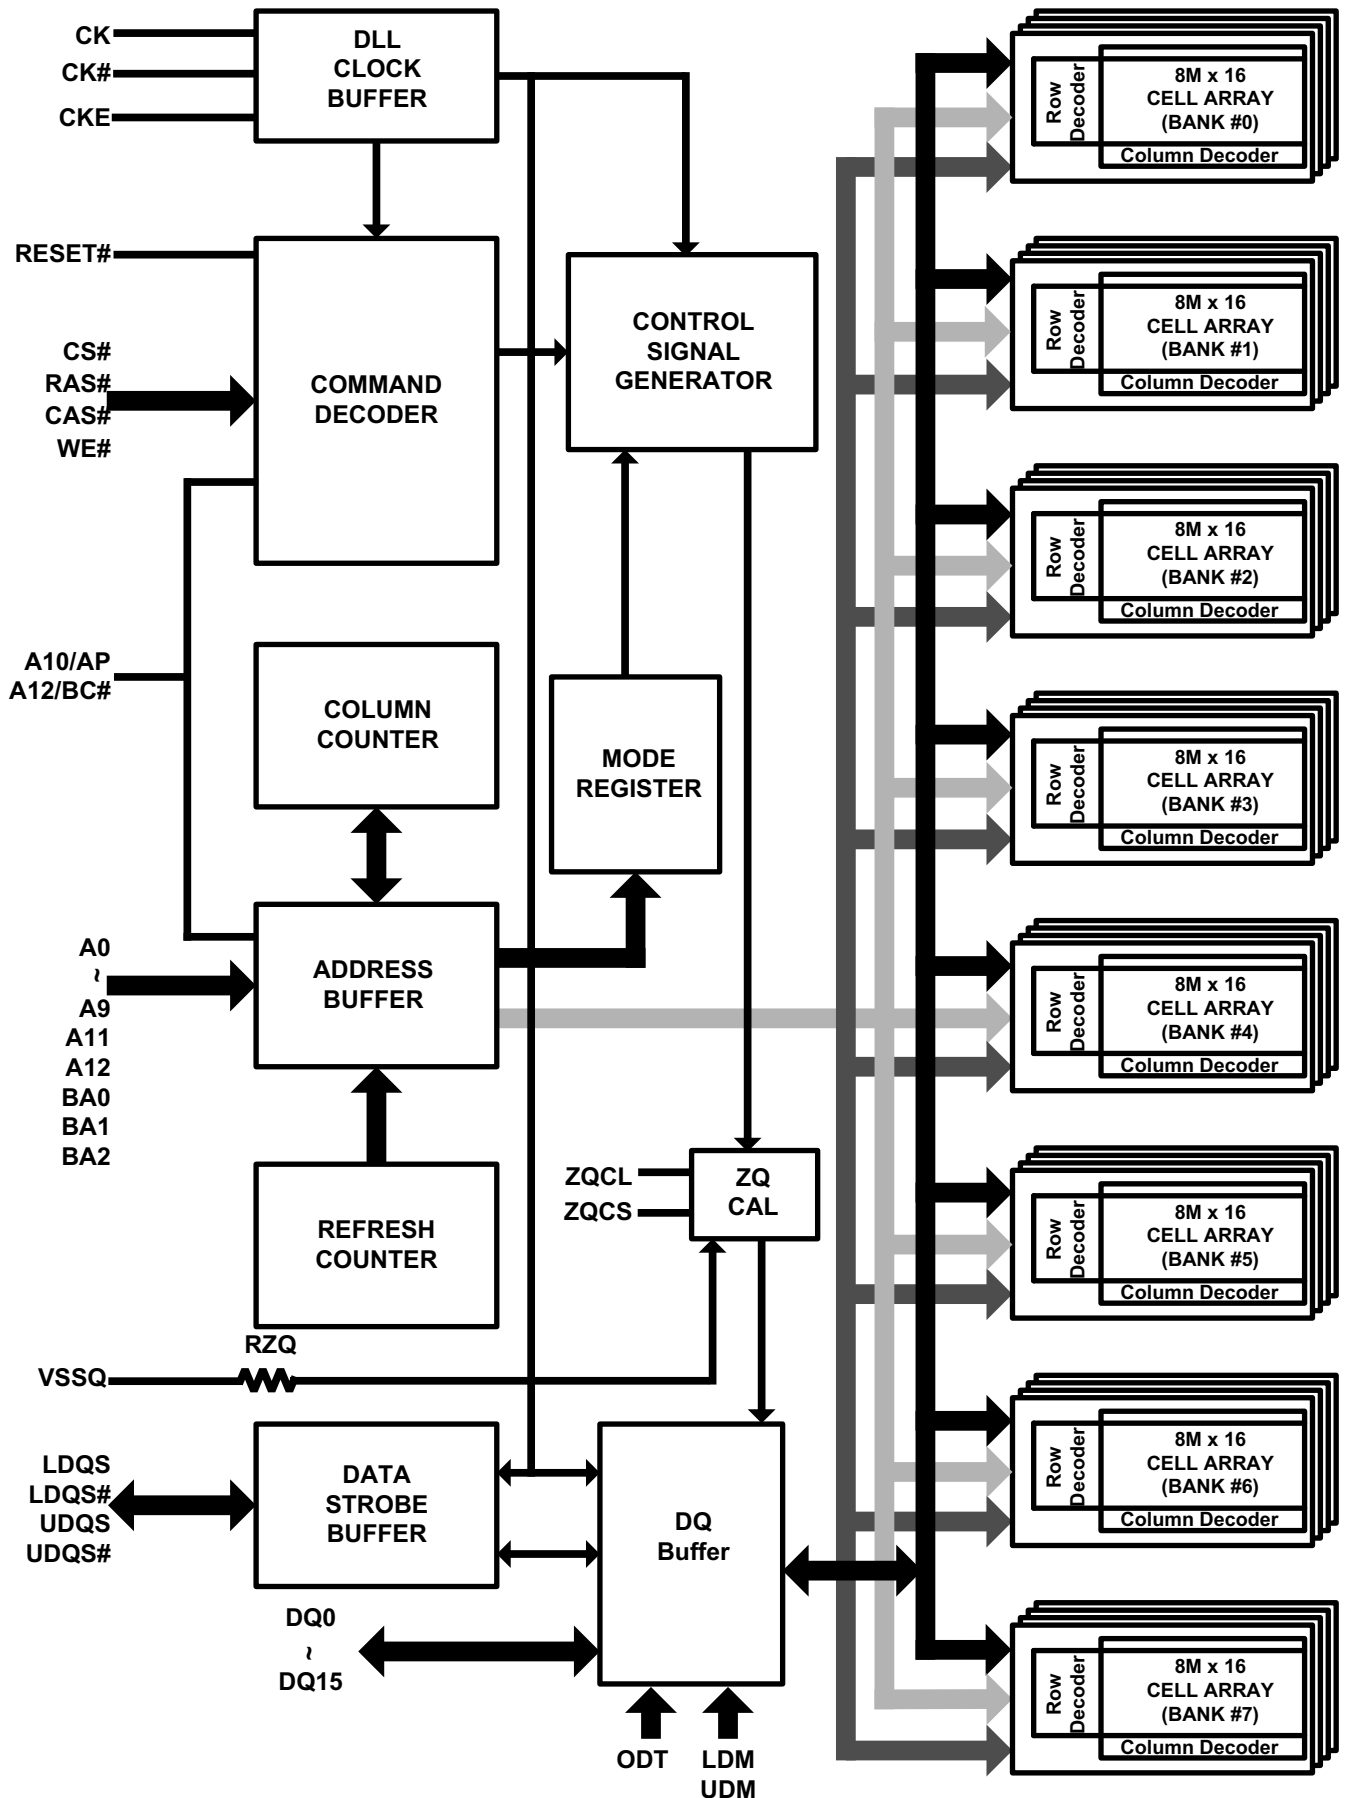 CK
CK#
CKE
DLL
CLOCK
BUFFER
RESET#
CS#
RAS#
CAS#
WE#
COMMAND
DECODER
CONTROL
SIGNAL
GENERATOR
A10/AP
A12/BC#
COLUMN
COUNTER
MODE
REGISTER
A0
~
A9
A11
A12
BA0
BA1
BA2
ADDRESS
BUFFER
REFRESH
COUNTER
ZQCL
ZQCS
ZQ
CAL
RZQ
VSSQ
LDQS
LDQS#
UDQS
UDQS#
DATA
STROBE
BUFFER
DQ
Buffer
DQ0
~
DQ15
ODT
LDM
UDM
Row
Decoder
8M x 16
CELL ARRAY
(BANK #0)
Column Decoder
Row
Decoder
8M x 16
CELL ARRAY
(BANK #1)
Column Decoder
Row
Decoder
8M x 16
CELL ARRAY
(BANK #2)
Column Decoder
Row
Decoder
8M x 16
CELL ARRAY
(BANK #3)
Column Decoder
Row
Decoder
8M x 16
CELL ARRAY
(BANK #4)
Column Decoder
Row
Decoder
8M x 16
CELL ARRAY
(BANK #5)
Column Decoder
Row
Decoder
8M x 16
CELL ARRAY
(BANK #6)
Column Decoder
Row
Decoder
8M x 16
CELL ARRAY
(BANK #7)
Column Decoder